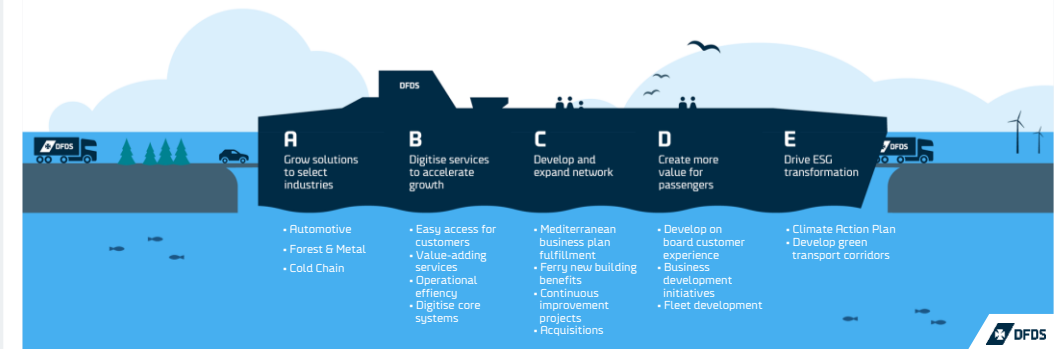 DFDS
A
Grow solutions
to select
industries
• Automotive
• Forest & Metal
• Cold Chain
B
Digitise services
to accelerate
growth
• Easy access for
customers
• Value-adding
services
• Operational
effiency
• Digitise core
systems
C
Develop and
expand network
• Mediterranean
business plan
fulfillment
• Ferry new building
benefits
• Continuous
improvement
projects
• Acquisitions
D
Create more
value for
passengers
• Develop on
board customer
experience
• Business
development
initiatives
• Fleet development
E
Drive ESG
transformation
• Climate Action Plan
• Develop green
transport corridors
DFDS
DFDS
DFDS